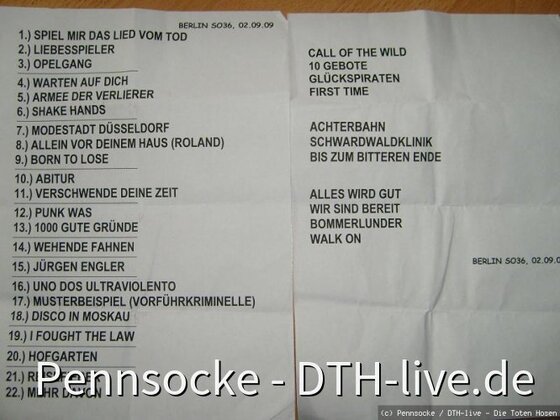 BERLIN SO36, 02.09.09
1.) SPIEL MIR DAS LIED VOM TOD
2.) LIEBESSPIELER
3.) OPELGANG
4.) WARTEN AUF DICH
5.) ARMEE DER VERLIERER
6.) SHAKE HANDS
7.) MODESTADT DÜSSELDORF
8.) ALLEIN VOR DEINEM HAUS (ROLAND)
9.) BORN TO LOSE
10.) ABITUR
11.) VERSCHWENDE DEINE ZEIT
12.) PUNK WAS
13.) 1000 GUTE GRÜNDE
14.) WEHENDE FAHNEN
15.) JÜRGEN ENGLER
16.) UNO DOS ULTRAVIOLENTO
17.) MUSTERBEISPIEL (VORFÜHRKRIMINELLE)
18.) DISCO IN MOSKAU
19.) I FOUGHT THE LAW
20.) HOFGARTEN
21.)
22.) MEHR DAVON
CALL OF THE WILD
10 GEBOTE
GLÜCKSPIRATEN
FIRST TIME
ACHTERBAHN
SCHWARDWALDKLINIK
BIS ZUM BITTEREN ENDE
ALLES WIRD GUT
WIR SIND BEREIT
BOMMERLUNDER
WALK ON
BERLIN SO36, 02.09.0
Pennsocke - DTH-live.de
(c) Pennsocke / DTH-live - Die Toten Hosen